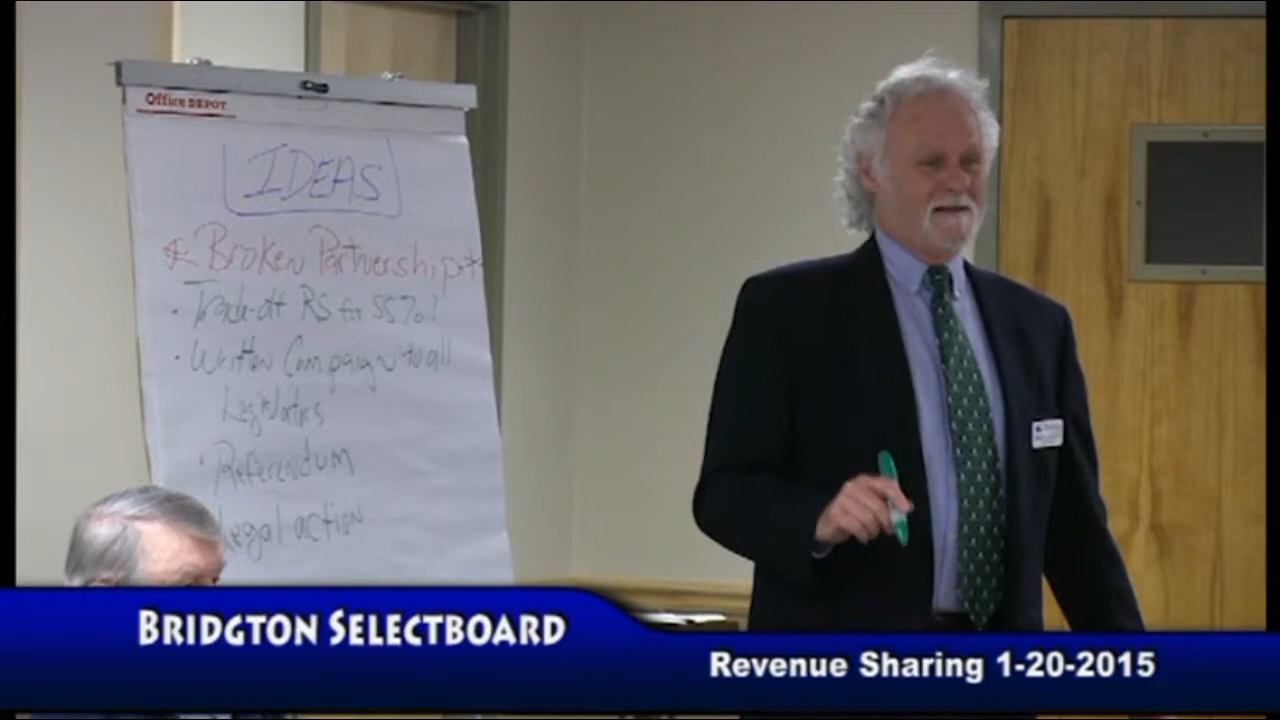 Office DEPOT
IDEAS
* Broken Partnership *
· Trade-off RS for 55%!
· Written Campaign to all
Legislators
· Referendum
Legal action
BRIDGTON SELECTBOARD
Revenue Sharing 1-20-2015